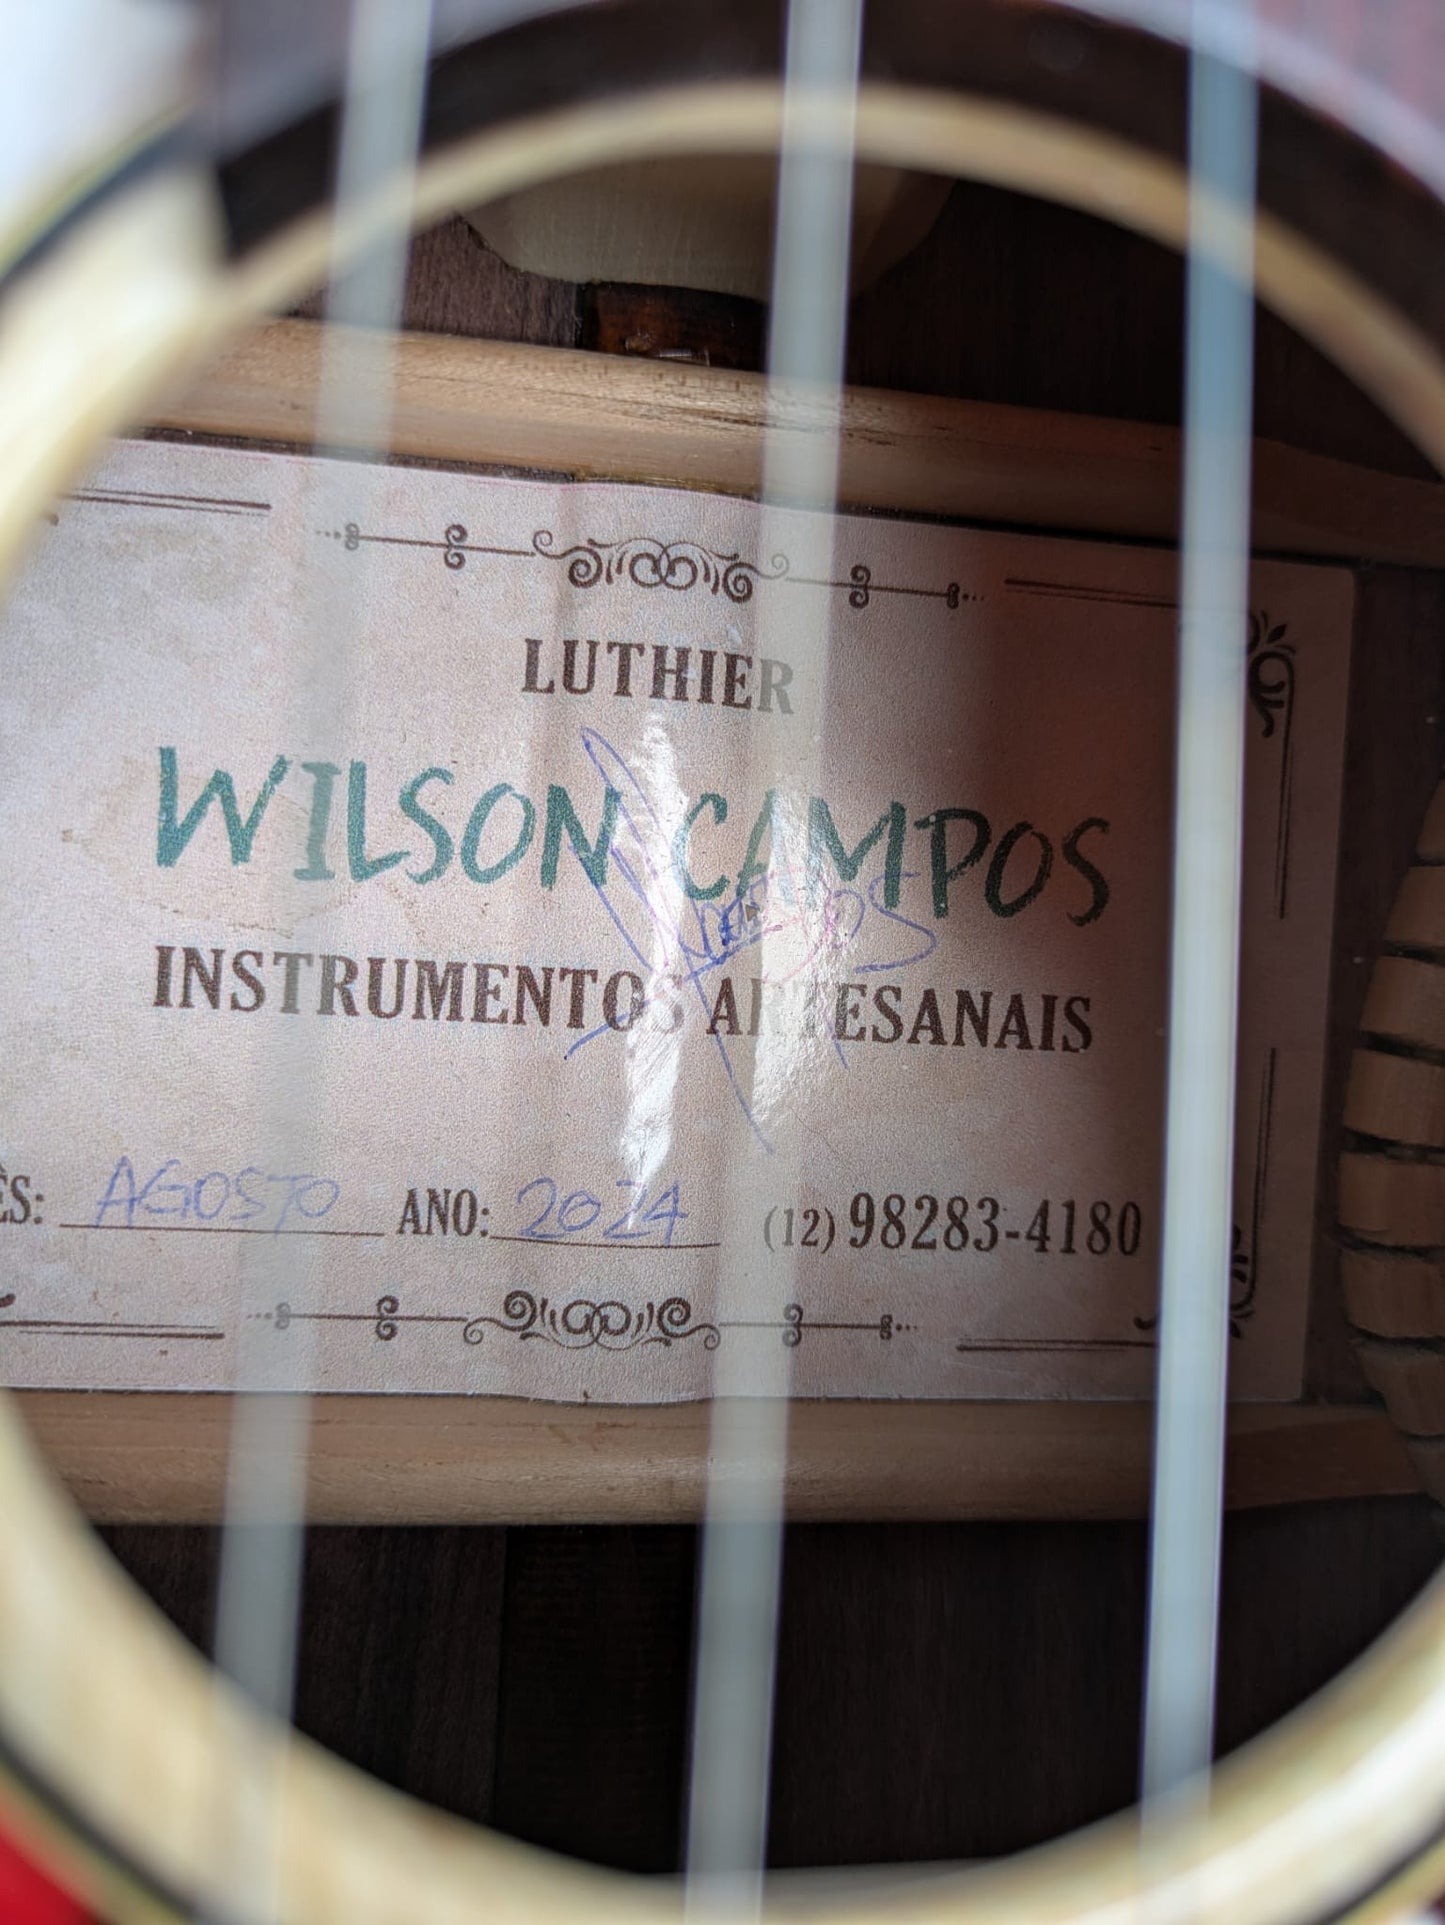 LUTHIER
WILSON CAMPOS
INSTRUMENTOS ARTESANAIS
ÊS: AGOSTO ANO: 2024 (12) 98283-4180